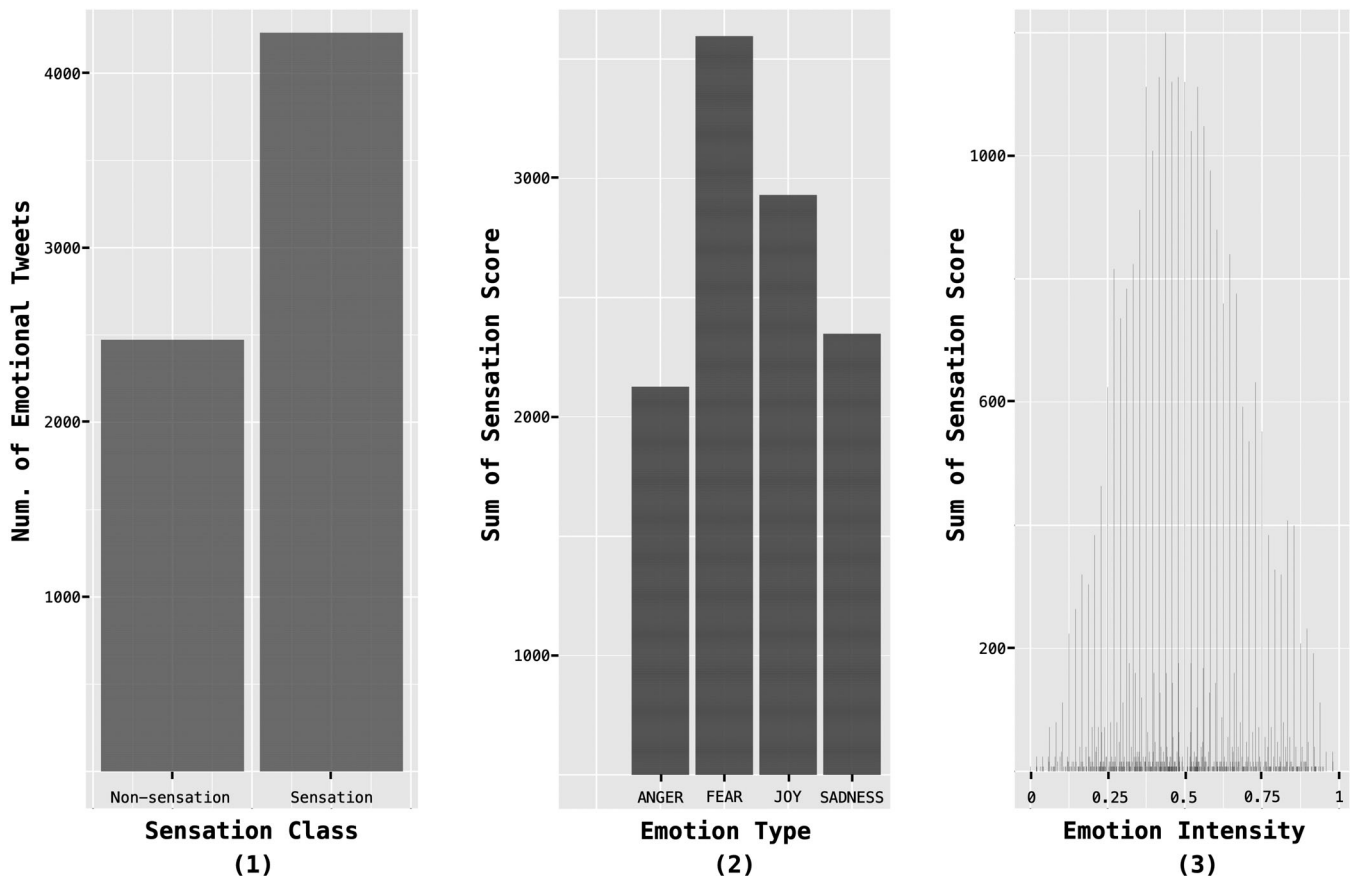 Num. of Emotional Tweets
4000
3000
2000
1000
Non-sensation Sensation
Sensation Class
(1)
Sum of Sensation Score
3000
2000
1000
ANGER FEAR JOY SADNESS
Emotion Type
(2)
Sum of Sensation Score
1000
600
200
0 0.25 0.5 0.75 1
Emotion Intensity
(3)